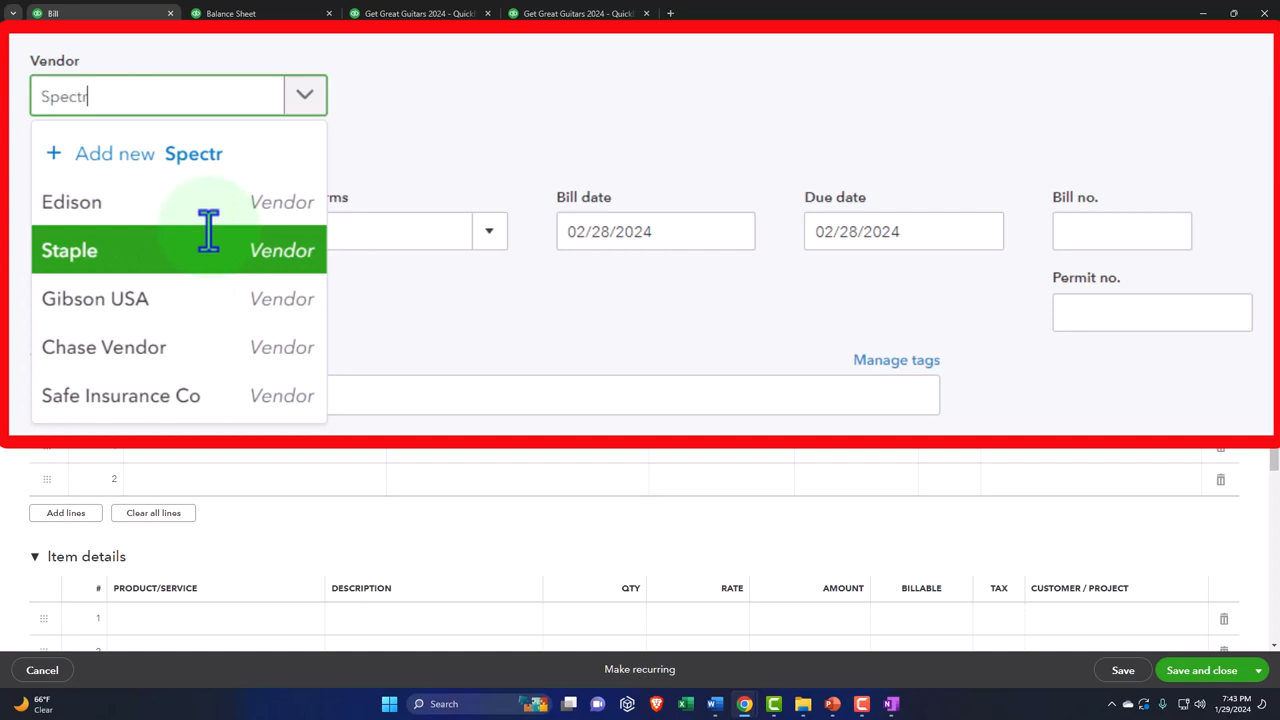 Bill
Balance Sheet
Get Great Guitars 2024 - Quick
Get Great Guitars 2024 - Quick
Vendor
Spectr
+ Add new Spectr
Edison Vendor
Staple Vendor
Gibson USA Vendor
Chase Vendor Vendor
Safe Insurance Co Vendor
Bill date
Due date
Bill no.
02/28/2024
02/28/2024
Permit no.
Manage tags
2
Add lines
Clear all lines
Item details
# PRODUCT/SERVICE DESCRIPTION QTY RATE AMOUNT BILLABLE TAX CUSTOMER / PROJECT
1
Cancel
Make recurring
Save
Save and close
66°F
Clear
Search
7:43 PM
1/29/2024